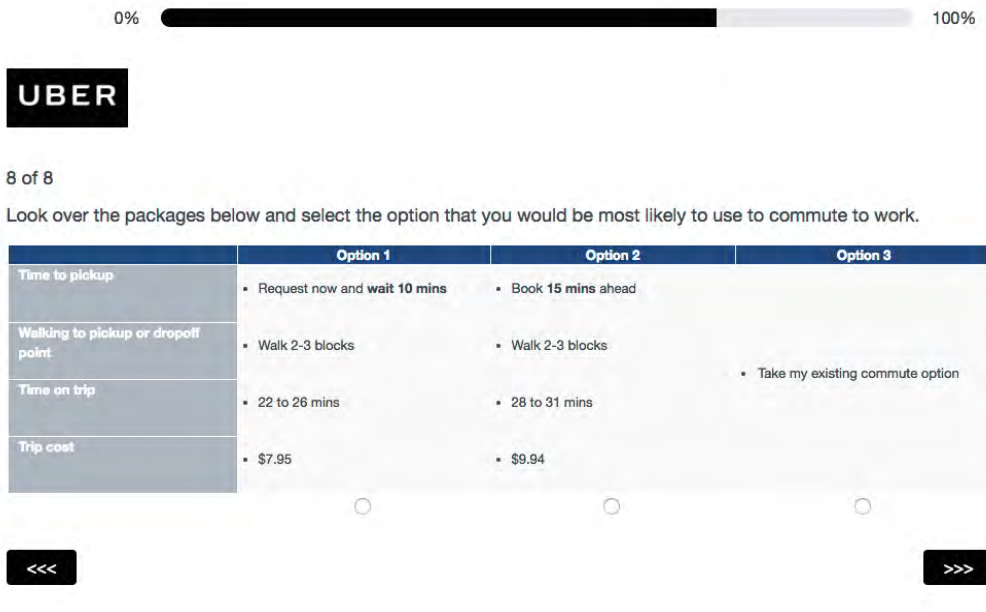 0% 100%
UBER
8 of 8
Look over the packages below and select the option that you would be most likely to use to commute to work.
Option 1 Option 2 Option 3
Time to pickup
• Request now and wait 10 mins • Book 15 mins ahead
Walking to pickup or dropoff
point
• Walk 2-3 blocks • Walk 2-3 blocks
• Take my existing commute option
Time on trip
• 22 to 26 mins • 28 to 31 mins
Trip cost
• $7.95 • $9.94
<<< >>>